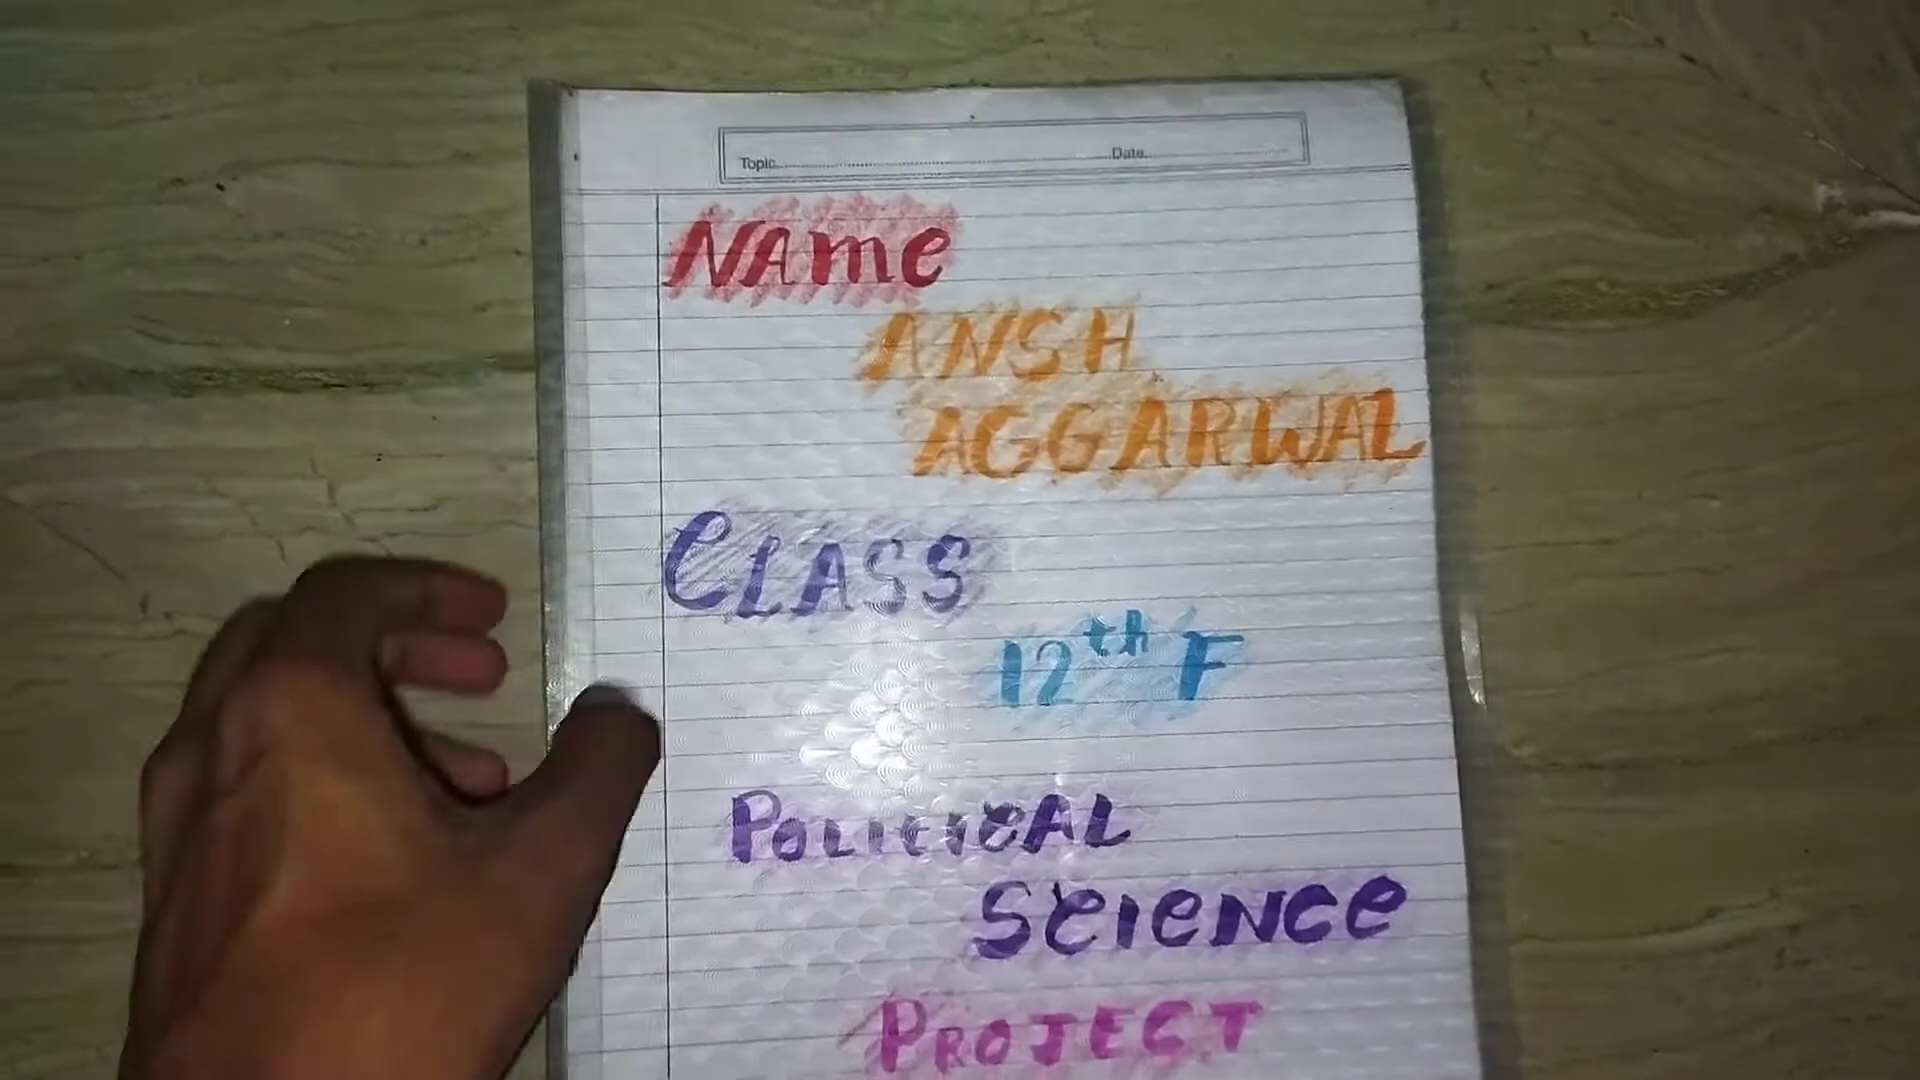 Topic..........Date..........
NAme
ANSH
AGGARWAL
CLASS
12th F
POLITICAL
SCIENCE
PROJECT